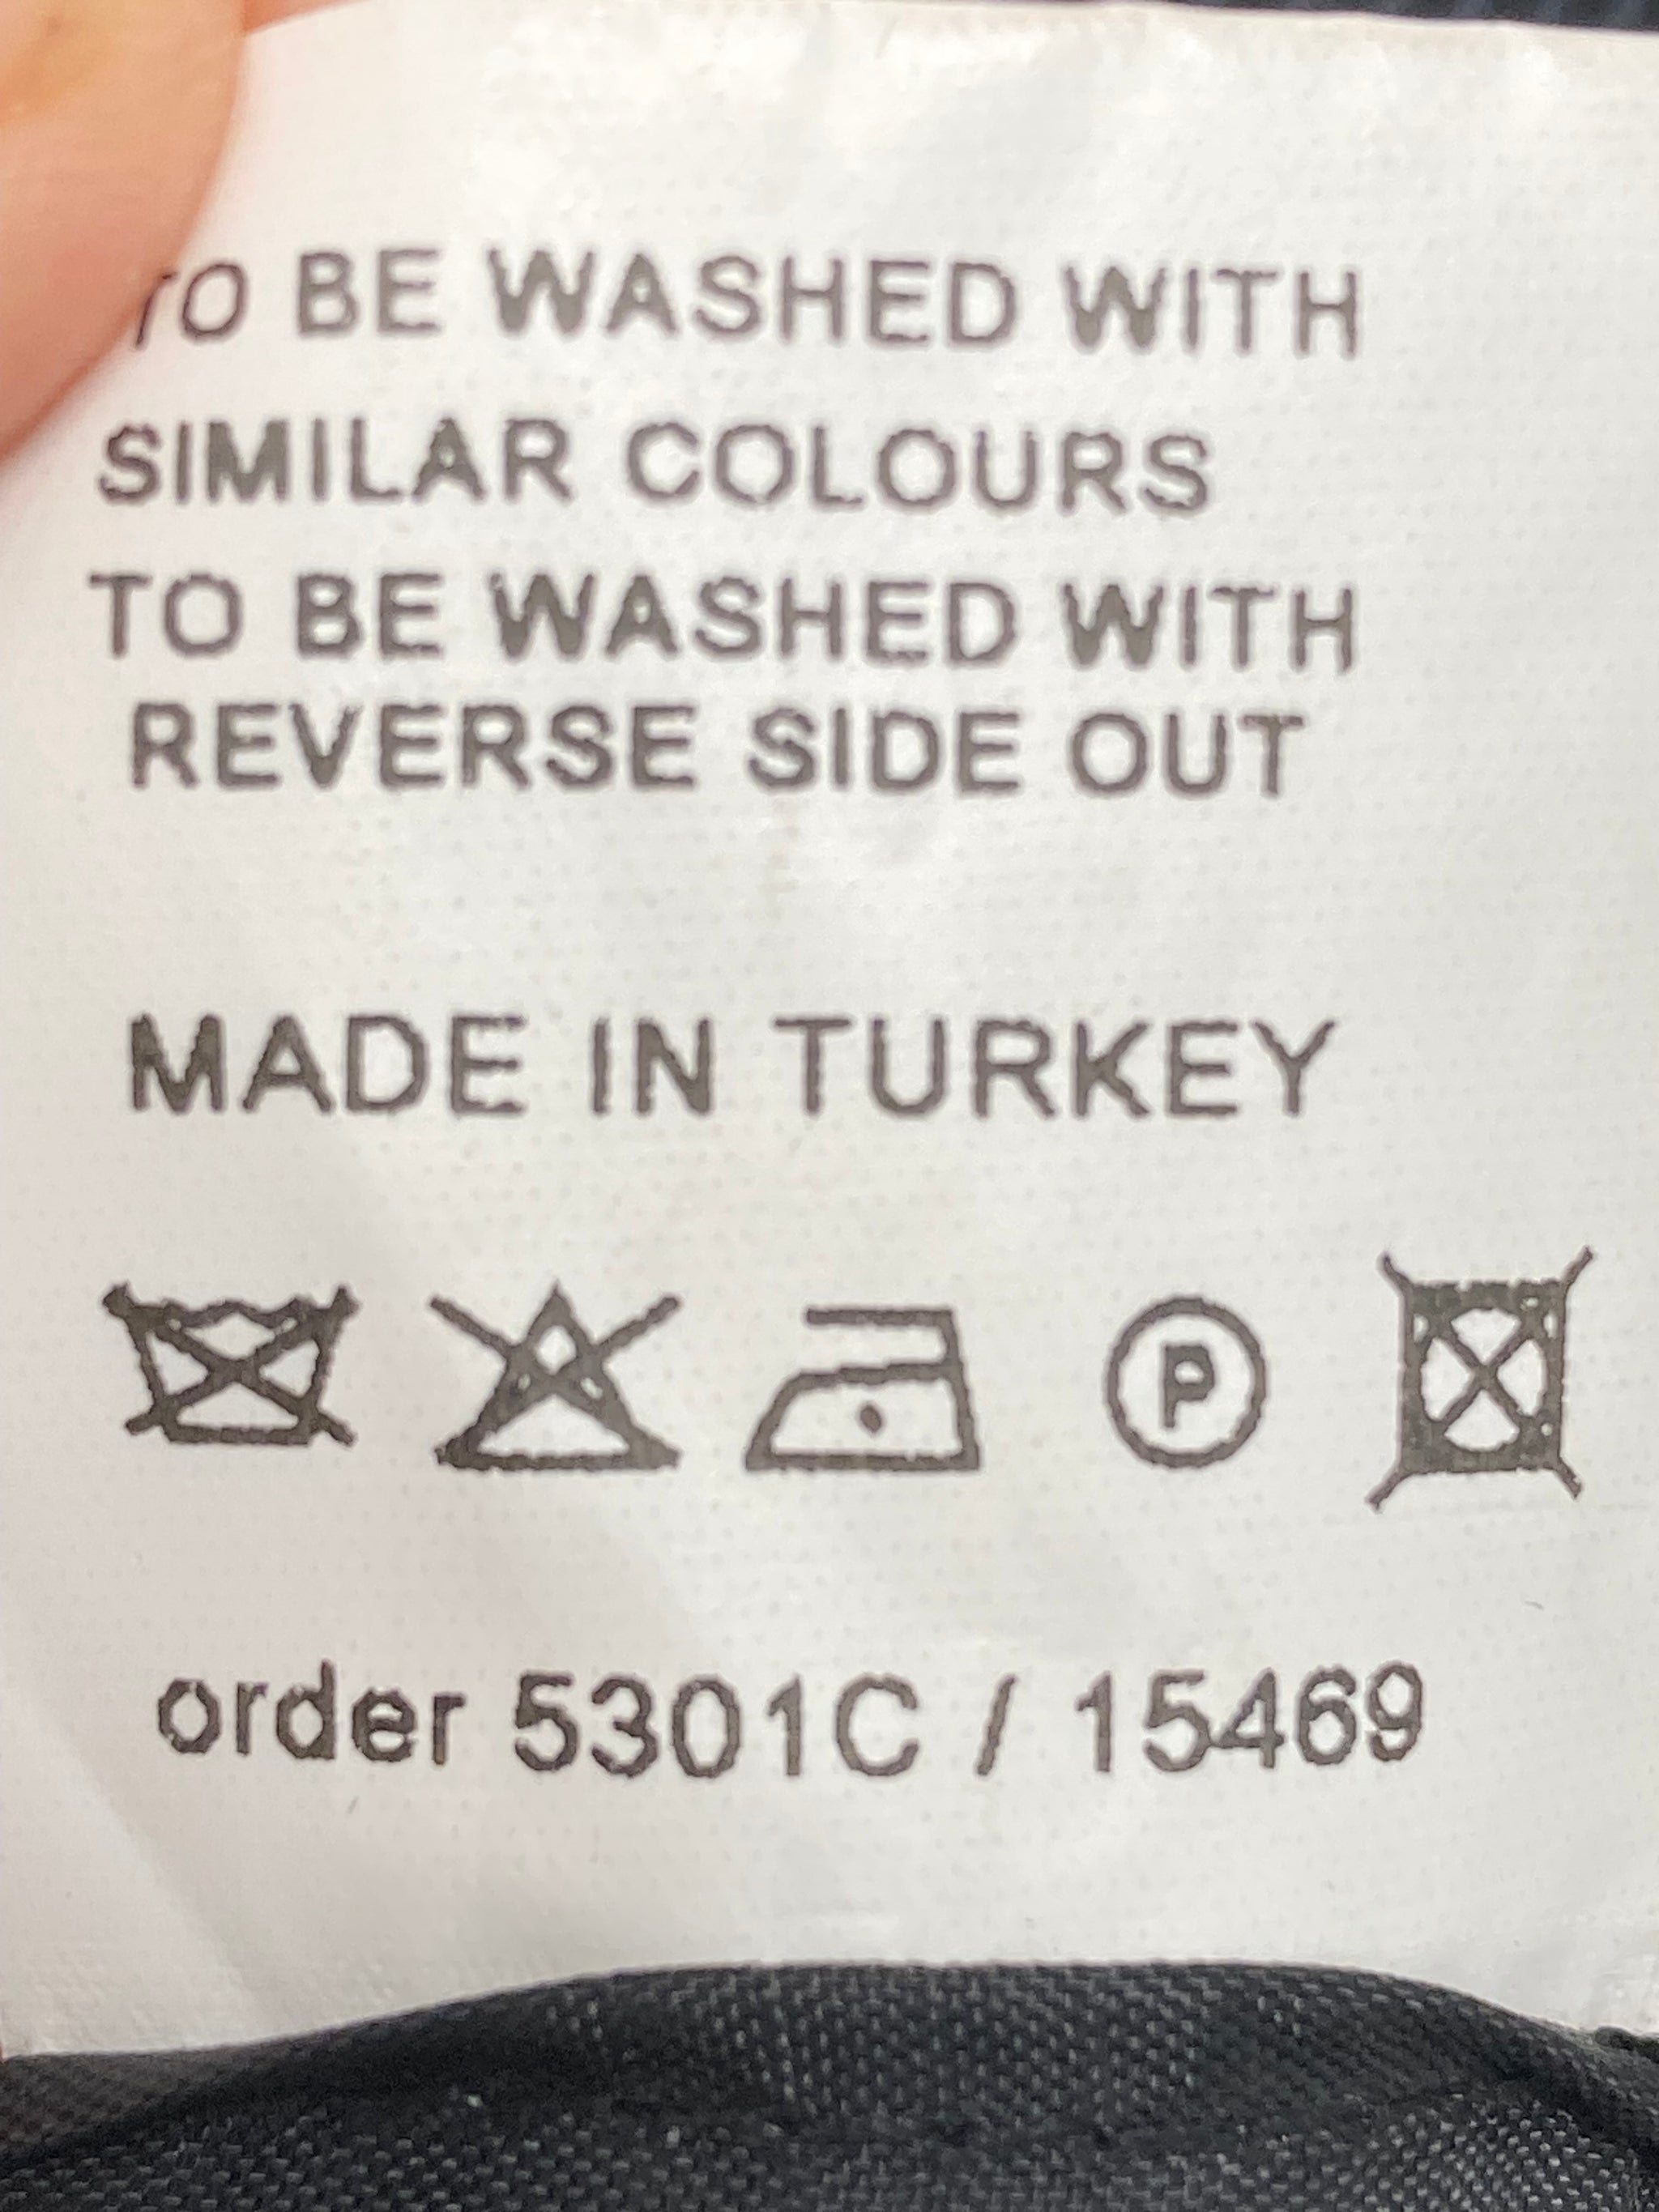 TO BE WASHED WITH
SIMILAR COLOURS
TO BE WASHED WITH
REVERSE SIDE OUT
MADE IN TURKEY
P
order 5301C / 15469